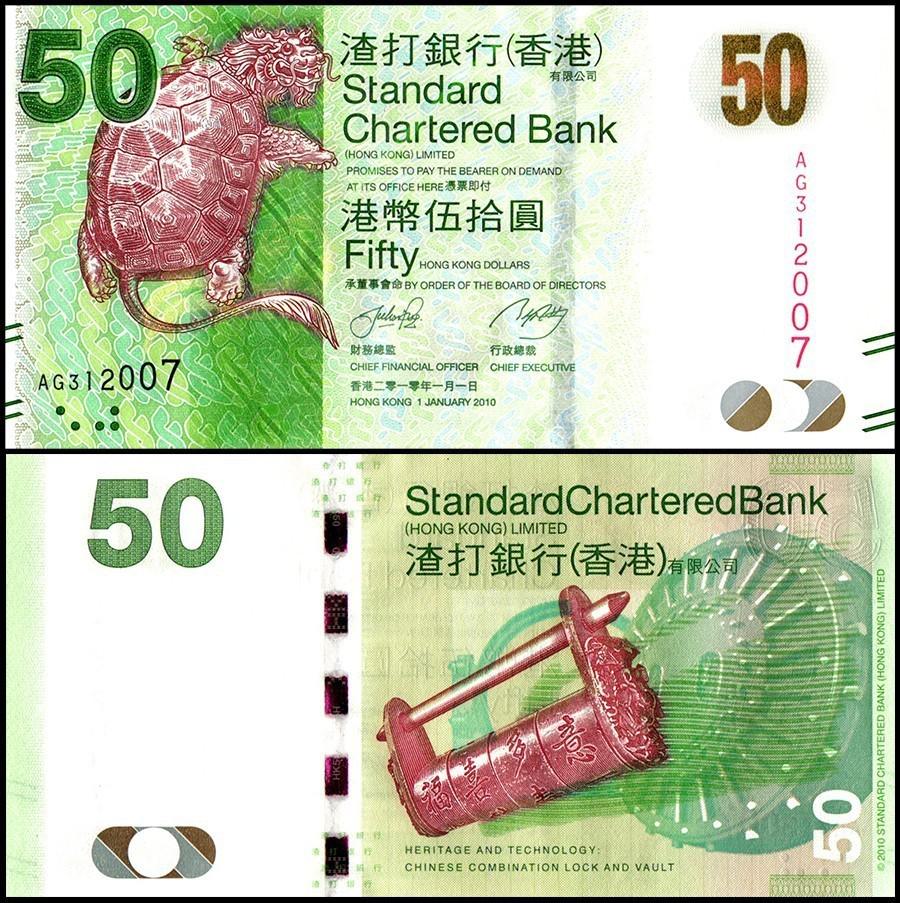 50
渣打銀行(香港)
有限公司
Standard
Chartered Bank
(HONG KONG) LIMITED
PROMISES TO PAY THE BEARER ON DEMAND
AT ITS OFFICE HERE 憑票即付
港幣伍拾圓
Fifty HONG KONG DOLLARS
承董事會命 BY ORDER OF THE BOARD OF DIRECTORS
財務總監 行政總裁
CHIEF FINANCIAL OFFICER CHIEF EXECUTIVE
香港二零一零年一月一日
HONG KONG 1 JANUARY 2010
AG312007
50
AG312007
50
StandardCharteredBank
(HONG KONG) LIMITED
渣打銀行(香港)有限公司
福 喜
HERITAGE AND TECHNOLOGY:
CHINESE COMBINATION LOCK AND VAULT
50
© 2010 STANDARD CHARTERED BANK (HONG KONG) LIMITED